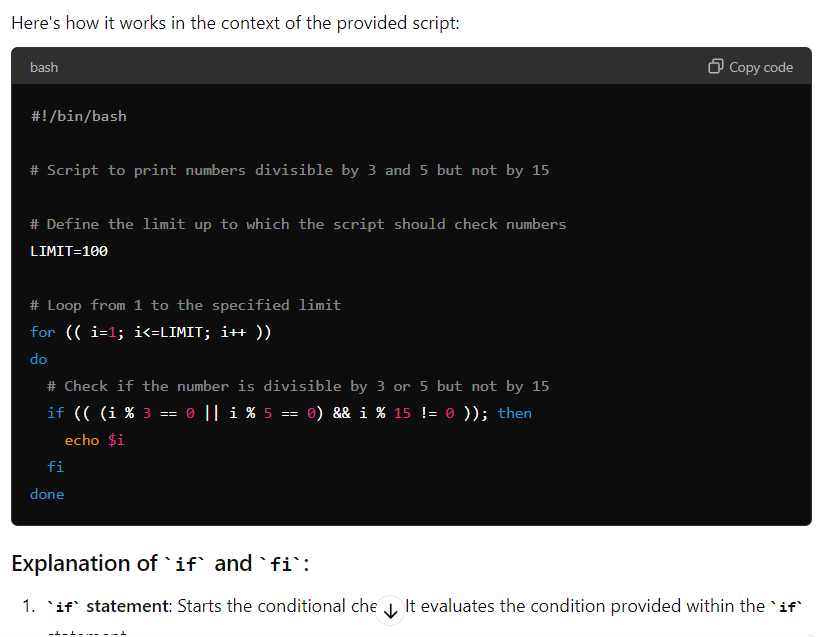 Here's how it works in the context of the provided script:
bash
Copy code
#!/bin/bash
# Script to print numbers divisible by 3 and 5 but not by 15
# Define the limit up to which the script should check numbers
LIMIT=100
# Loop from 1 to the specified limit
for (( i=1; i<=LIMIT; i++ ))
do
# Check if the number is divisible by 3 or 5 but not by 15
if (( (i % 3 == 0 || i % 5 == 0) && i % 15 != 0 )); then
echo $i
fi
done
Explanation of `if` and `fi`:
1. `if` statement: Starts the conditional It evaluates the condition provided within the `if`
statement.